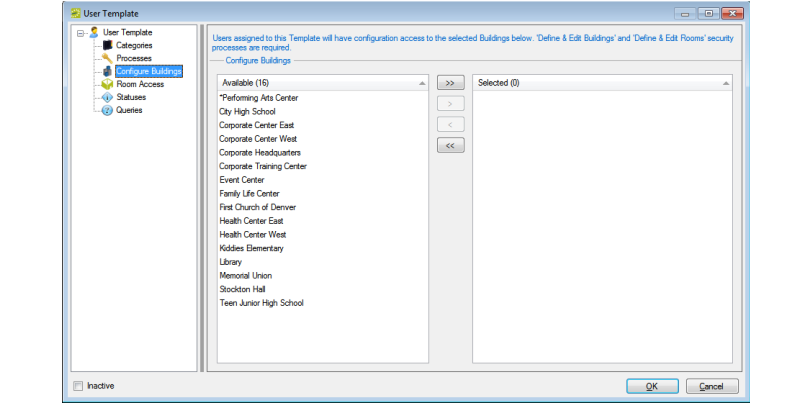 User Template
User Template
Categories
Processes
Configure Buildings
Room Access
Statuses
Queries
Users assigned to this Template will have configuration access to the selected Buildings below. 'Define & Edit Buildings' and 'Define & Edit Rooms' security
processes are required.
Configure Buildings
Available (16)
*Performing Arts Center
City High School
Corporate Center East
Corporate Center West
Corporate Headquarters
Corporate Training Center
Event Center
Family Life Center
First Church of Denver
Health Center East
Health Center West
Kiddies Elementary
Library
Memorial Union
Stockton Hall
Teen Junior High School
>>
>
<
<<
Selected (0)
Inactive
OK
Cancel